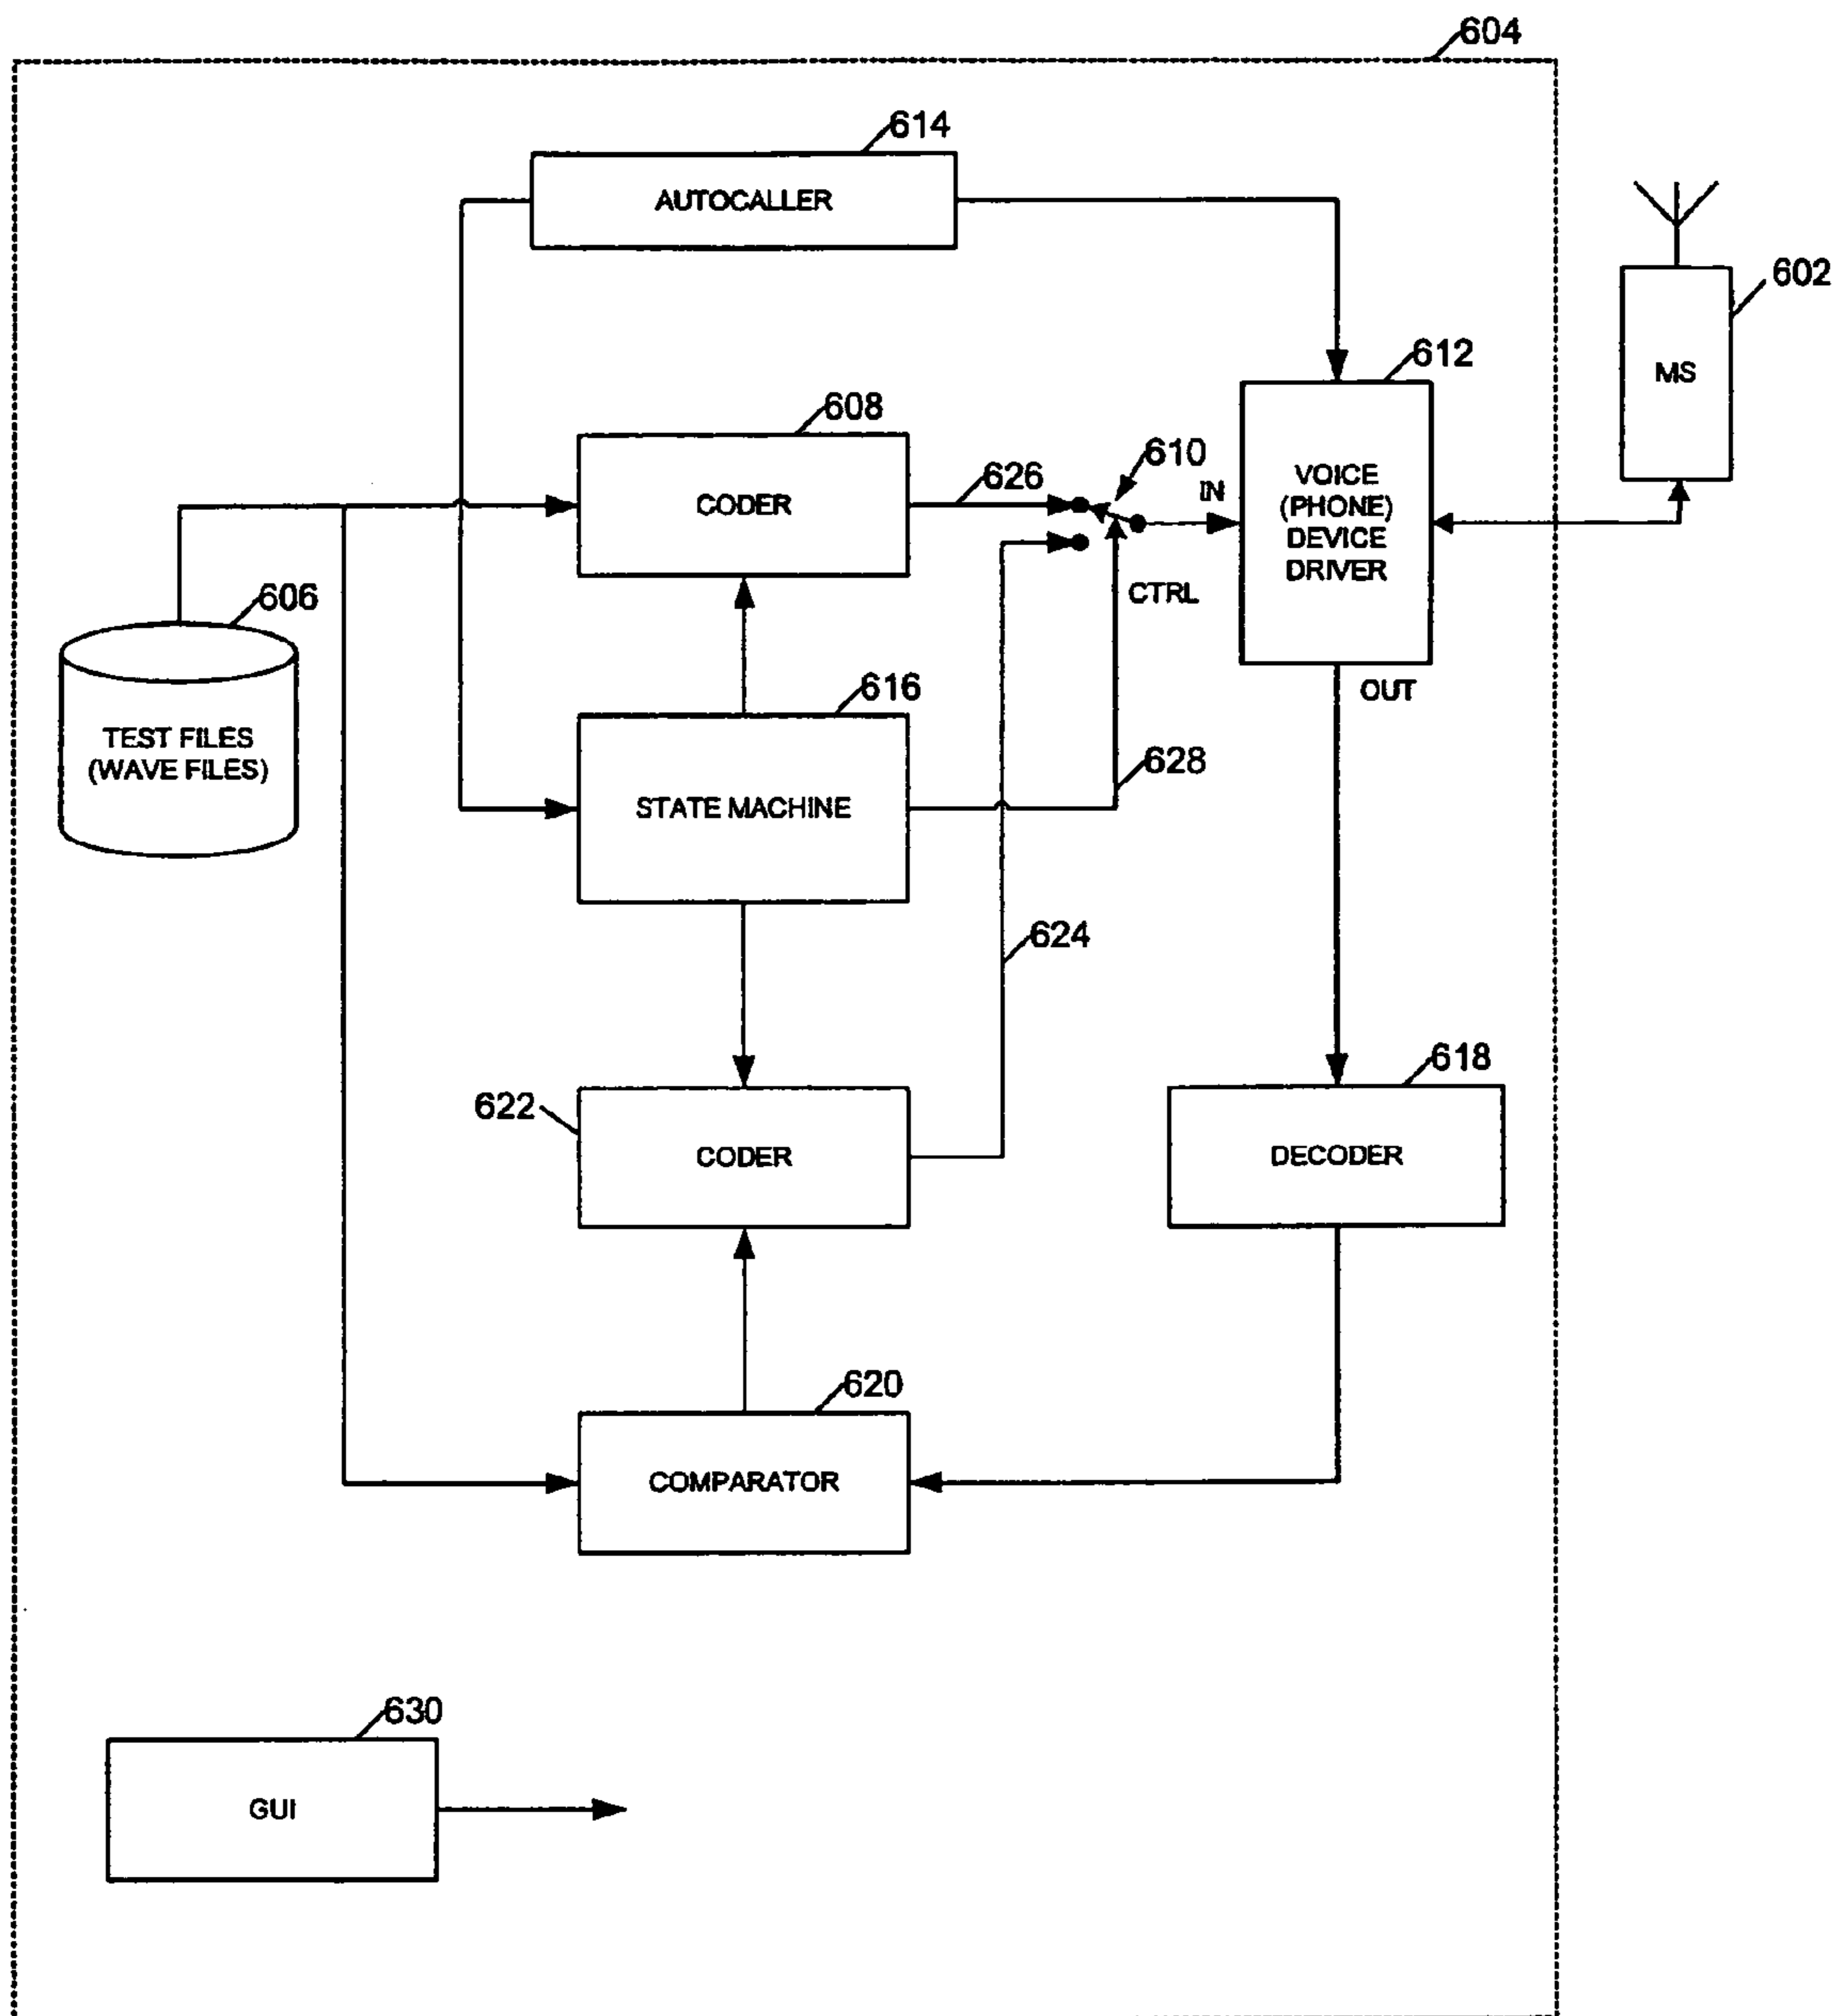 604
614
AUTOCALLER
602
MS
612
VOICE
(PHONE)
DEVICE
DRIVER
608
CODER
626
610
IN
CTRL
606
TEST FILES
(WAVE FILES)
616
STATE MACHINE
628
OUT
624
618
DECODER
622
CODER
620
COMPARATOR
630
GUI